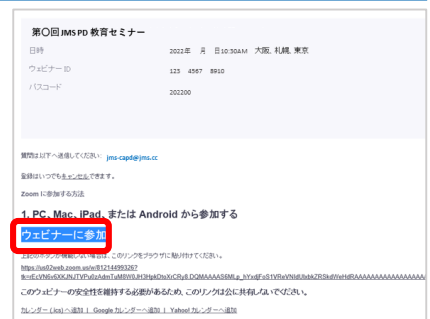 第〇回 JMS PD 教育セミナー
日時 2022年 月 日10:30AM 大阪, 札幌, 東京
ウェビナー ID 123 4567 8910
パスコード 202200
質問は以下へ送信してください: jms-capd@jms.cc
登録はいつでもキャンセルできます。
Zoom に参加する方法
1. PC、Mac、iPad、または Android から参加する
ウェビナーに参加
上記のボタンが機能しない場合は、このリンクをブラウザに貼り付けてください。
https://us02web.zoom.us/w/81214499326?
このウェビナーの安全性を維持する必要があるため、このリンクは公に共有しないでください。
カレンダー (.ics) へ追加 | Google カレンダーへ追加 | Yahoo! カレンダーへ追加